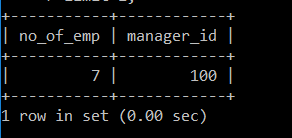 +-----------+------------+
| no_of_emp | manager_id |
+-----------+------------+
|         7 |        100 |
+-----------+------------+
1 row in set (0.00 sec)